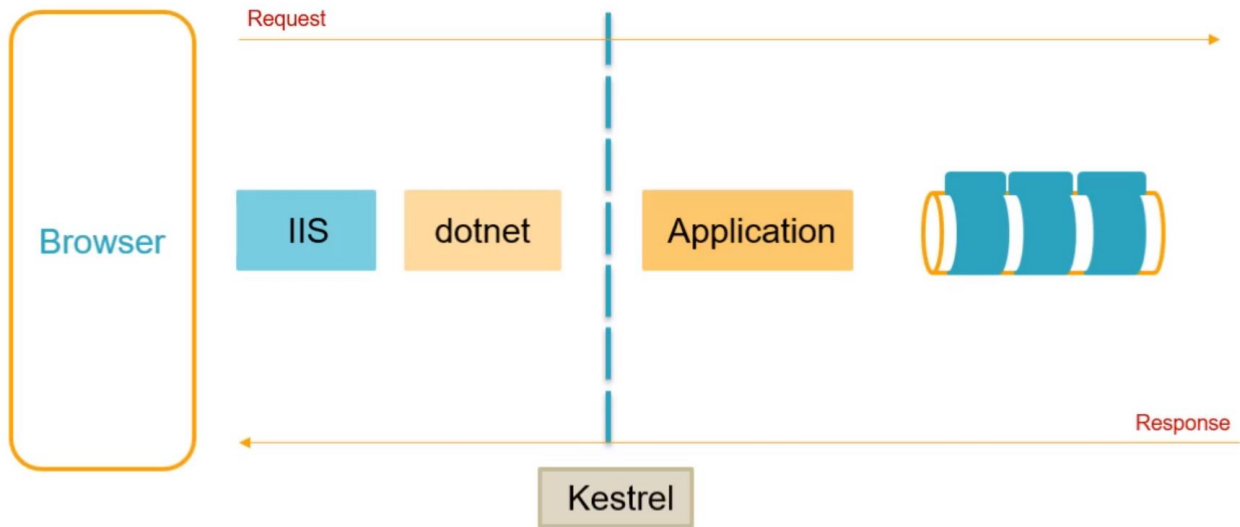 Request
Browser
IIS
dotnet
Application
Response
Kestrel